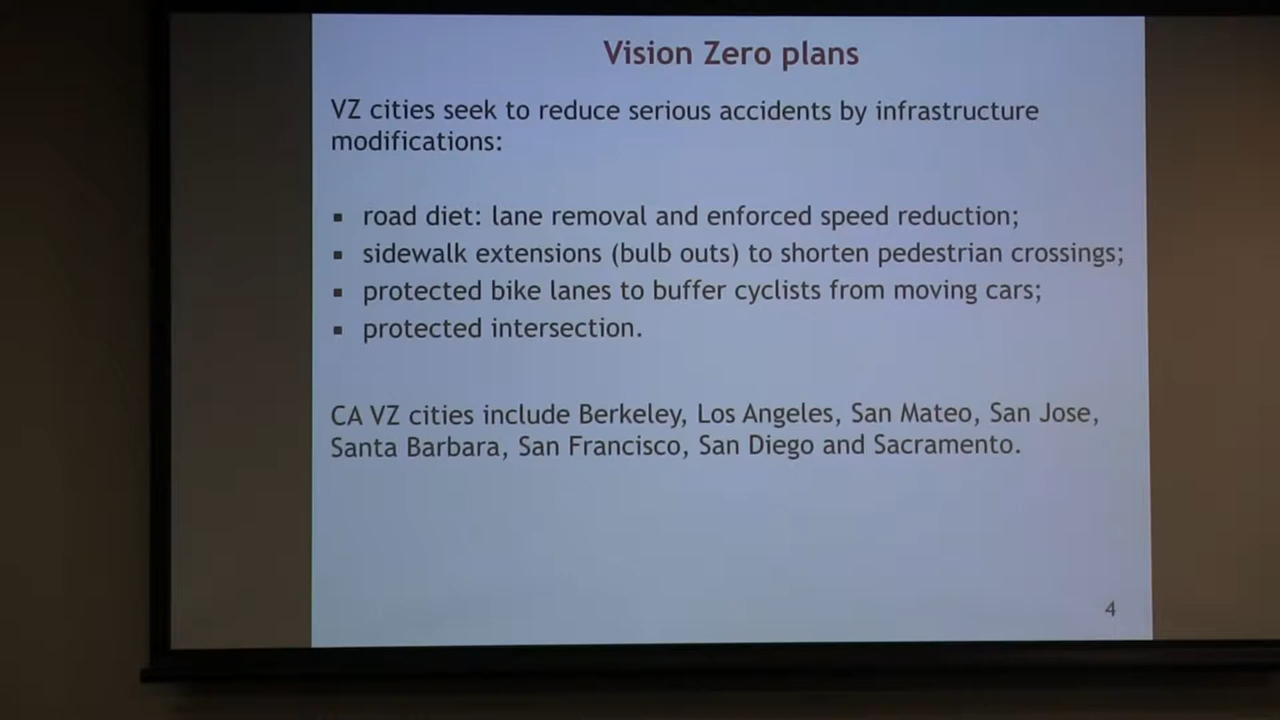 Vision Zero plans
VZ cities seek to reduce serious accidents by infrastructure
modifications:
▪ road diet: lane removal and enforced speed reduction;
▪ sidewalk extensions (bulb outs) to shorten pedestrian crossings;
▪ protected bike lanes to buffer cyclists from moving cars;
▪ protected intersection.
CA VZ cities include Berkeley, Los Angeles, San Mateo, San Jose,
Santa Barbara, San Francisco, San Diego and Sacramento.
4